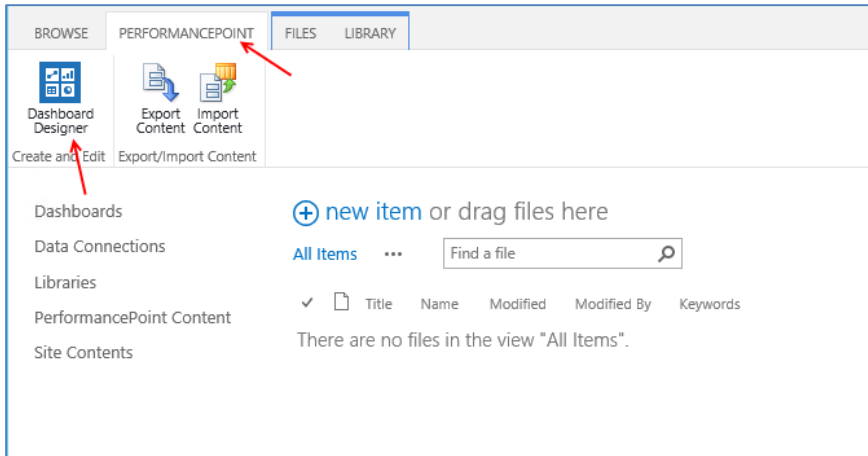 BROWSE PERFORMANCEPOINT FILES LIBRARY
Dashboard Designer
Export Content
Import Content
Create and Edit Export/Import Content
Dashboards
Data Connections
Libraries
PerformancePoint Content
Site Contents
new item or drag files here
All Items ••• Find a file
Title Name Modified Modified By Keywords
There are no files in the view "All Items".